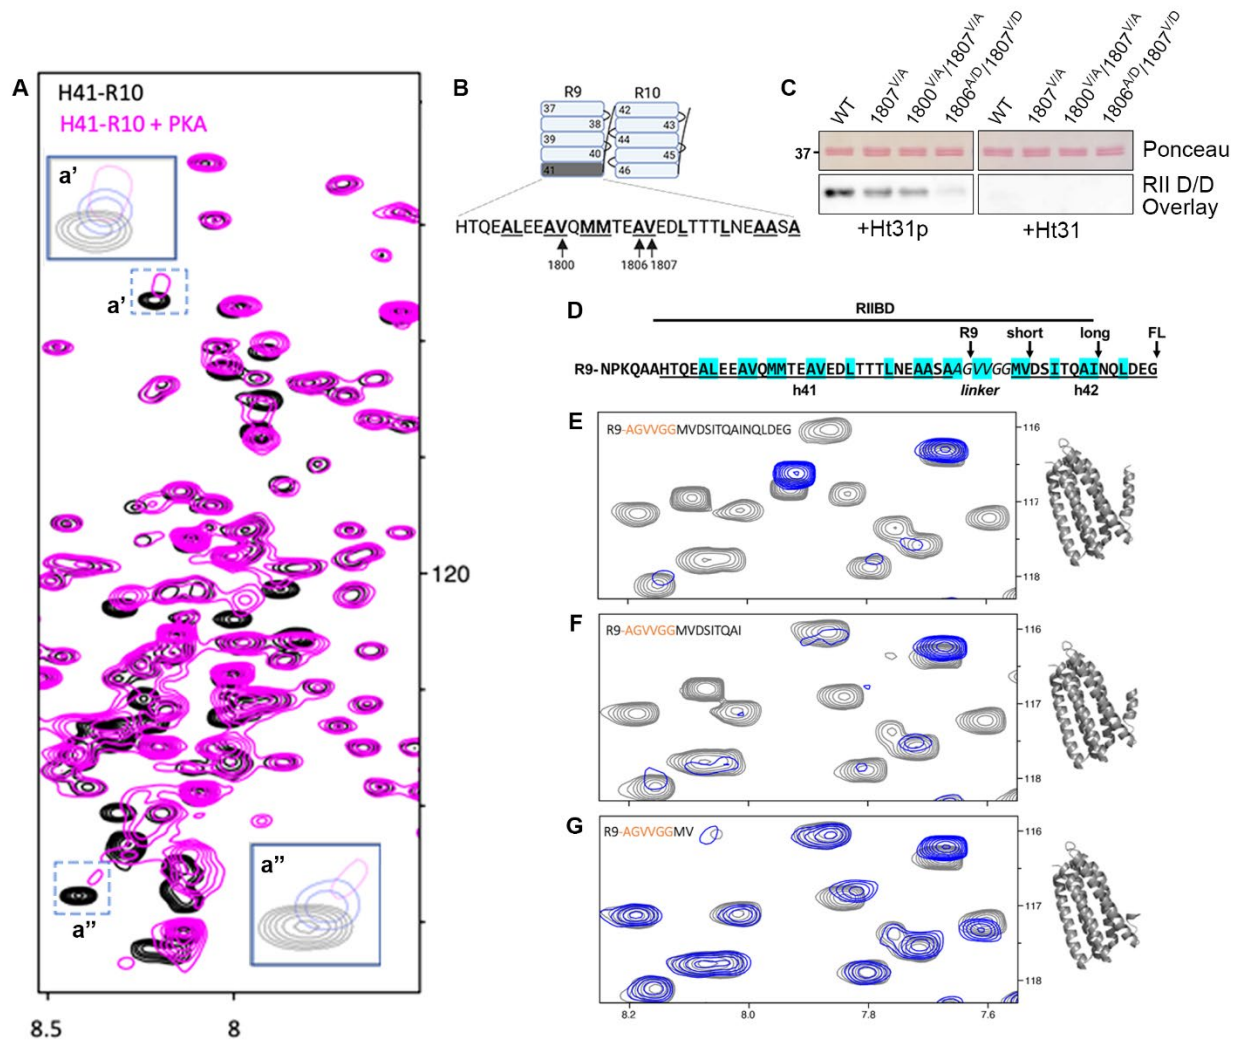 A
H41-R10
H41-R10 + PKA
a’
a’
120
a”
a”
8.5
8
B
R9
R10
37
38
39
40
41
42
43
44
45
46
HTQEALEEAVQMMTEAVEDLTTTLNEAASA
1800
1806
1807
C
WT
1807V/A
1800V/A/1807V/A
1806A/D/1807V/D
WT
1807V/A
1800V/A/1807V/A
1806A/D/1807V/D
37
Ponceau
RII D/D
Overlay
+Ht31p
+Ht31
D
RIIBD
R9
short
long
FL
R9-NPKQAAHTQEALEEAVQMMTEAVEDLTTTLNEAASAAGVVGGMVDSITQAINQLDEG
h41
linker
h42
E
R9-AGVVGGMVDSITQAINQLDEG
116
117
118
F
R9-AGVVGGMVDSITQAI
116
117
118
G
R9-AGVVGGMV
116
117
118
8.2
8.0
7.8
7.6